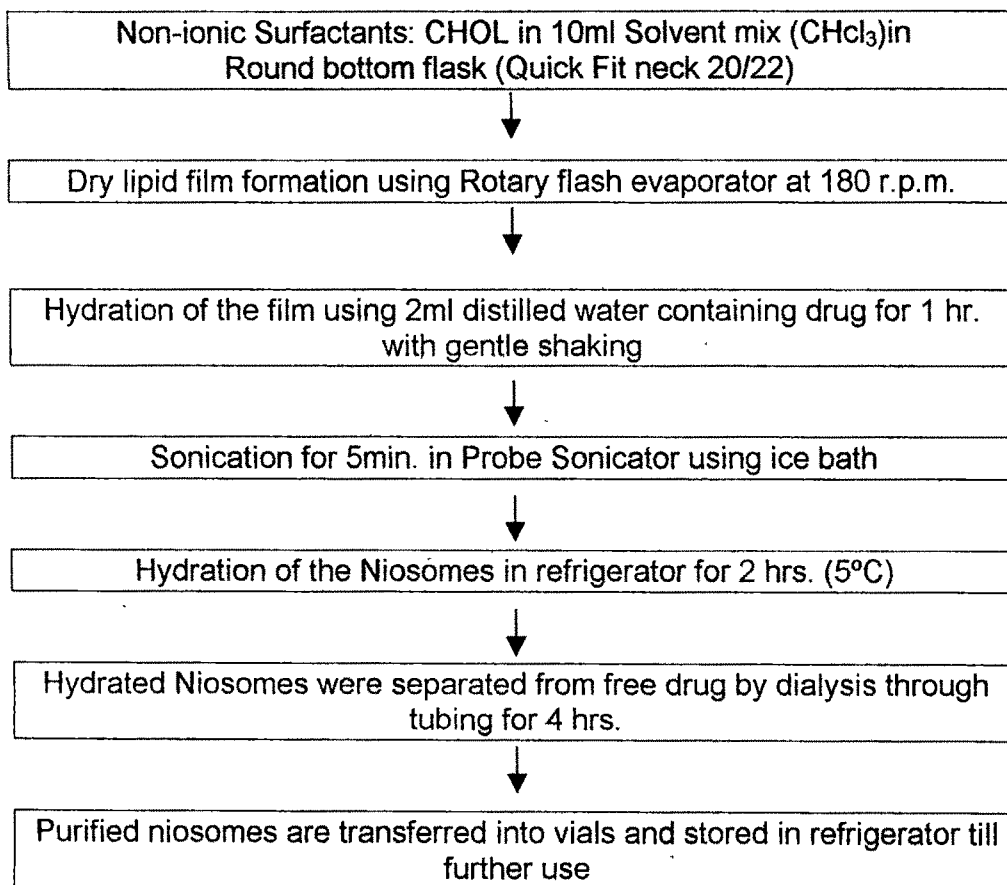 Non-ionic Surfactants: CHOL in 10ml Solvent mix (CHcl₃)in
Round bottom flask (Quick Fit neck 20/22)
Dry lipid film formation using Rotary flash evaporator at 180 r.p.m.
Hydration of the film using 2ml distilled water containing drug for 1 hr.
with gentle shaking
Sonication for 5min. in Probe Sonicator using ice bath
Hydration of the Niosomes in refrigerator for 2 hrs. (5ºC)
Hydrated Niosomes were separated from free drug by dialysis through
tubing for 4 hrs.
Purified niosomes are transferred into vials and stored in refrigerator till
further use